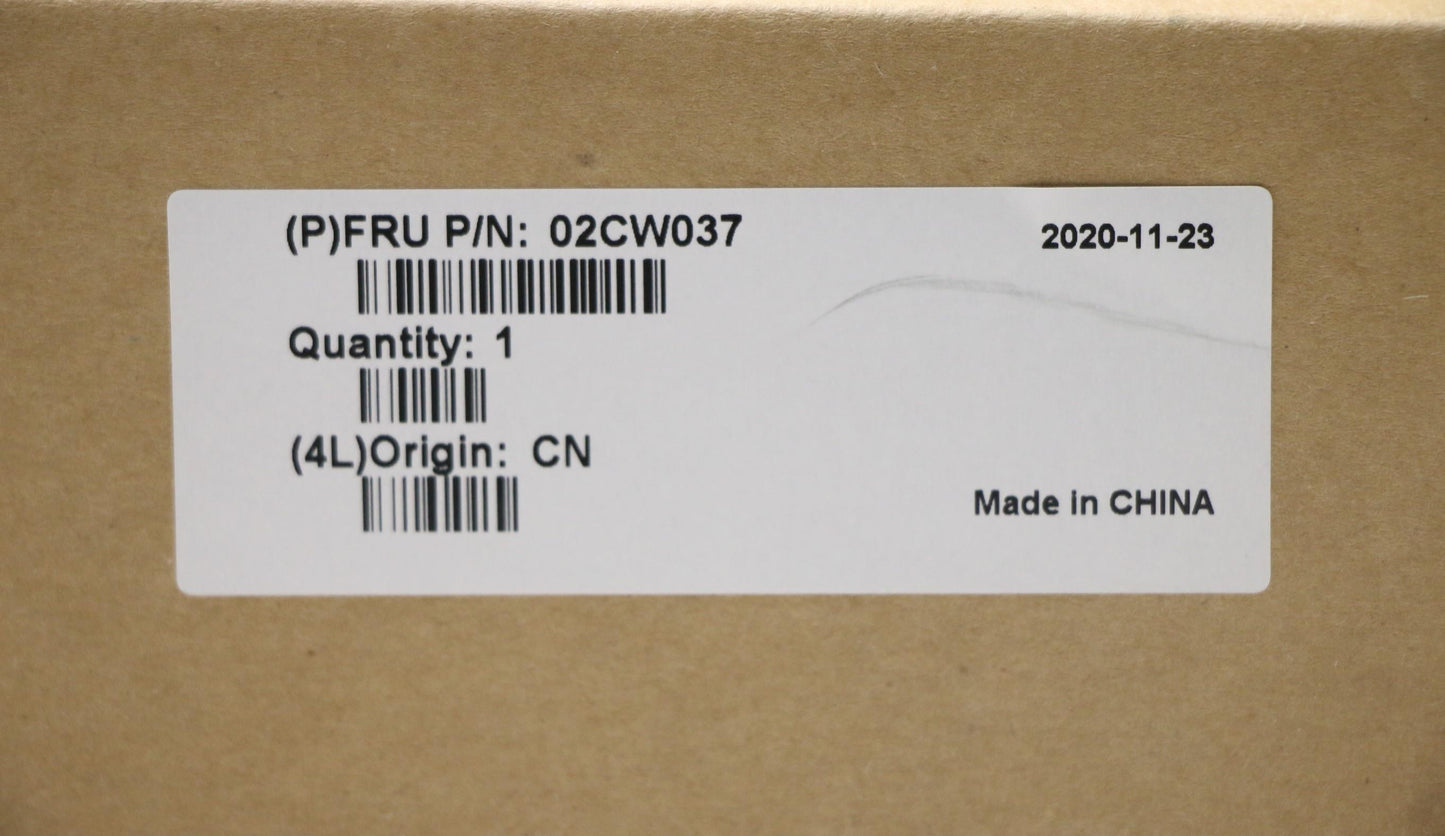 (P)FRU P/N: 02CW037
2020-11-23
Quantity: 1
(4L)Origin: CN
Made in CHINA